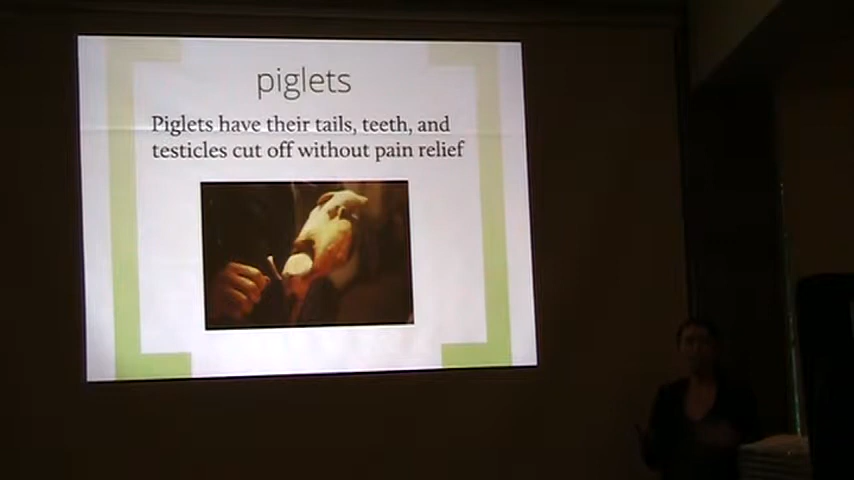 piglets
Piglets have their tails, teeth, and
testicles cut off without pain relief